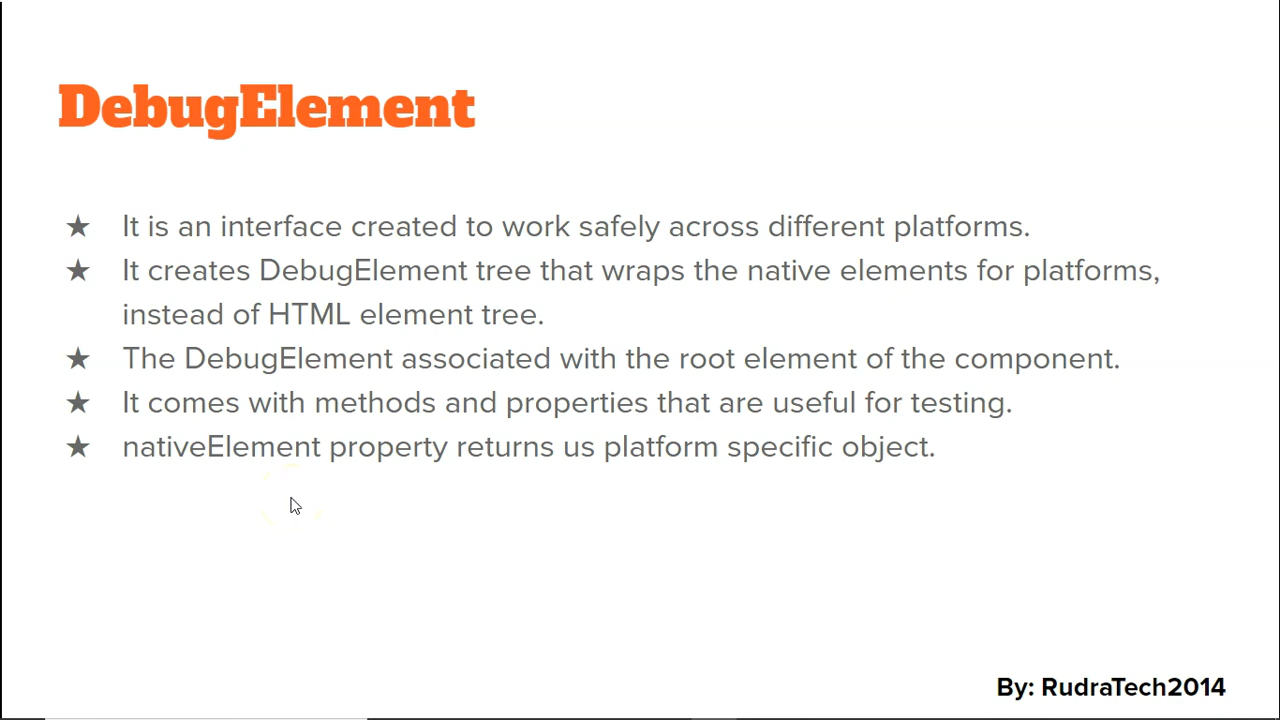 DebugElement
★ It is an interface created to work safely across different platforms.
★ It creates DebugElement tree that wraps the native elements for platforms,
instead of HTML element tree.
★ The DebugElement associated with the root element of the component.
★ It comes with methods and properties that are useful for testing.
★ nativeElement property returns us platform specific object.
By: RudraTech2014